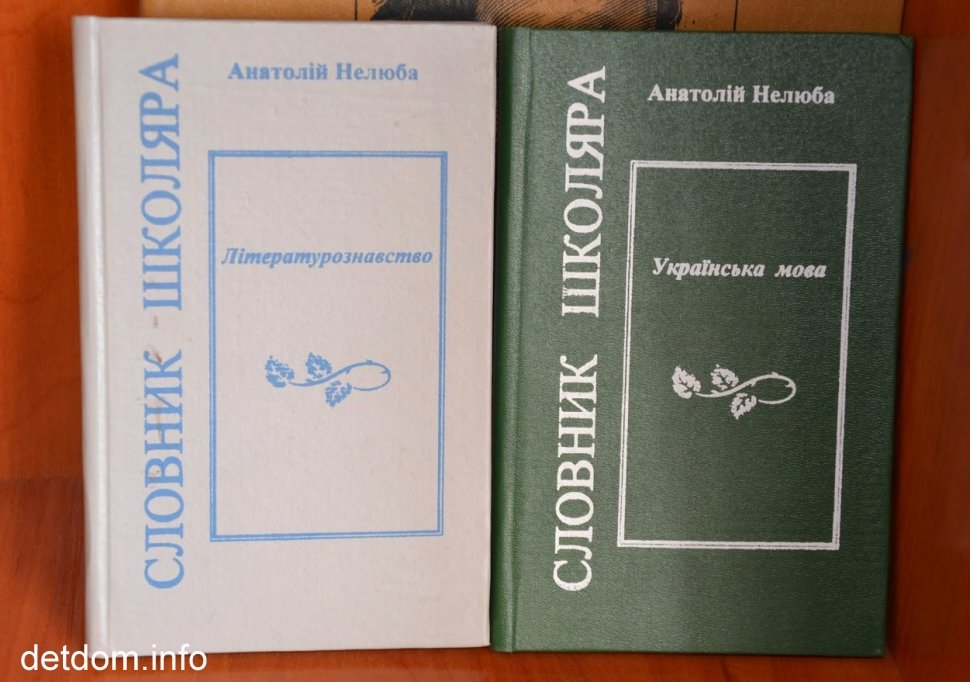 СЛОВНИК ШКОЛЯРА
Анатолій Нелюба
Літературознавство
СЛОВНИК ШКОЛЯРА
Анатолій Нелюба
Українська мова
detdom.info